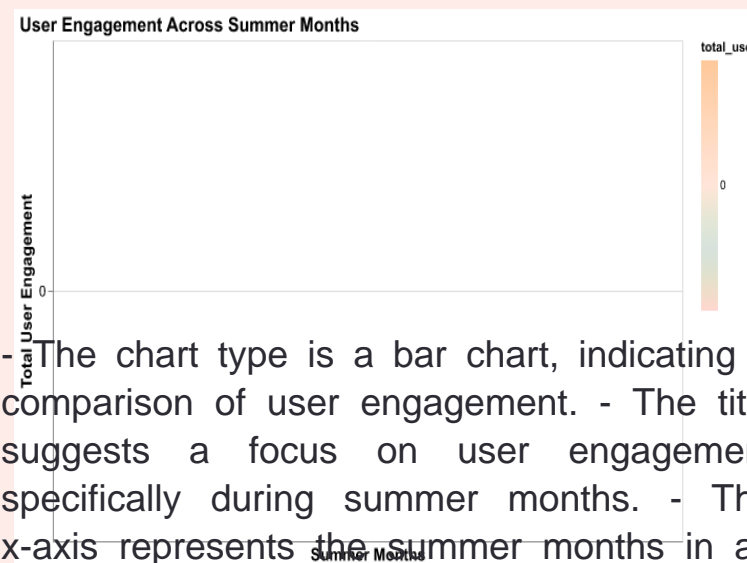 User Engagement Across Summer Months
total_use
0
Total User Engagement
0
- The chart type is a bar chart, indicating
comparison of user engagement. - The tit
suggests a focus on user engagemen
specifically during summer months. - Th
x-axis represents the summer months in a
Summer Months